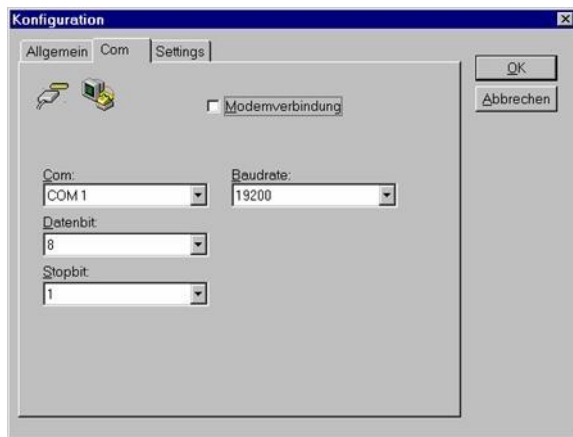 Konfiguration
Allgemein Com Settings
OK
Abbrechen
Modemverbindung
Com: Baudrate:
COM 1 19200
Datenbit:
8
Stopbit:
1